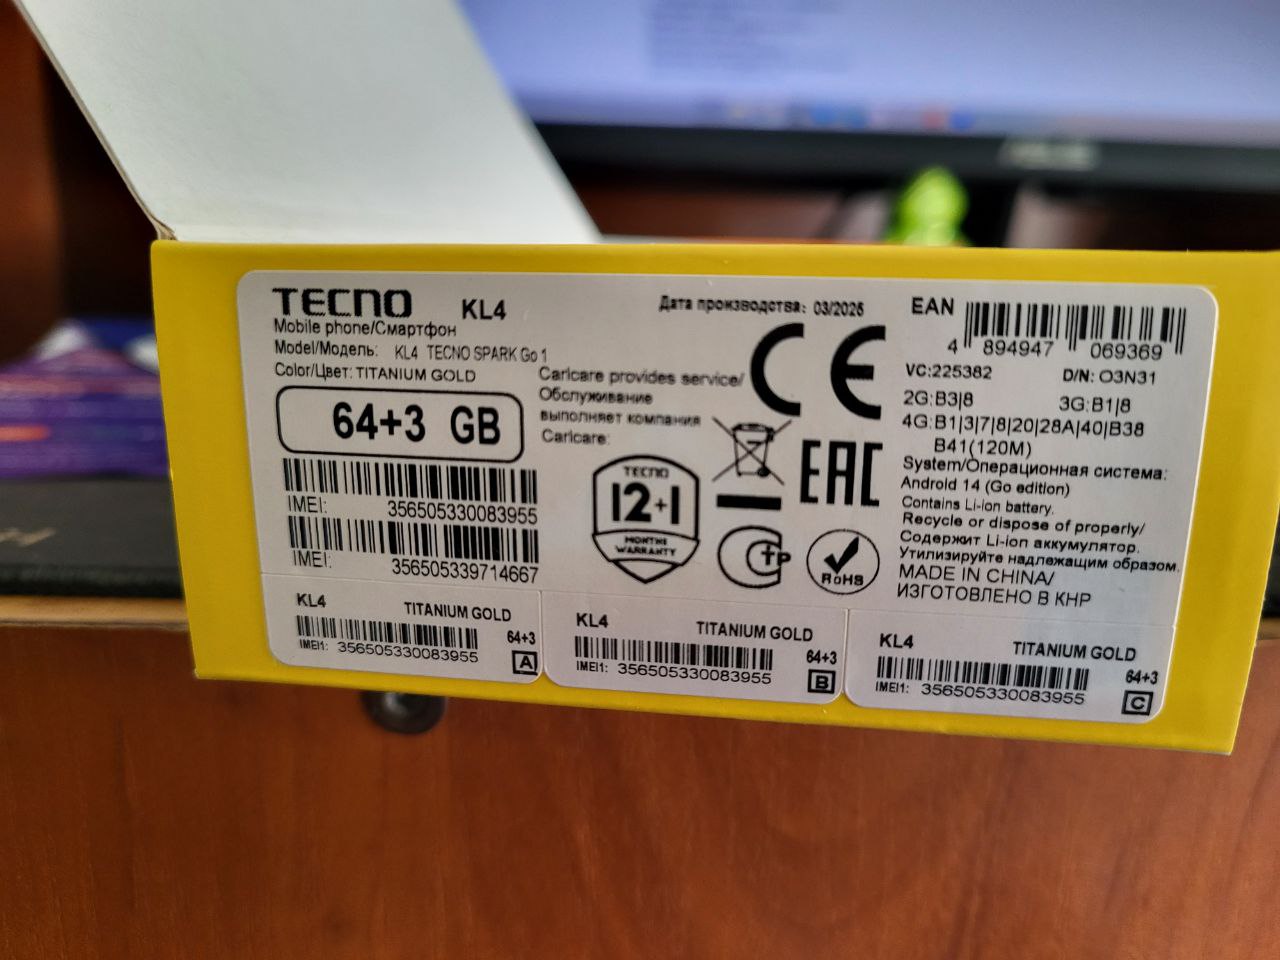 TECNO KL4
Mobile phone/Смартфон
Model/Модель: KL4 TECNO SPARK Go 1
Color/Цвет: TITANIUM GOLD
64+3 GB
IMEI: 356505330083955
IMEI: 356505339714667
Дата производства: 03/2025
Carlcare provides service/
Обслуживание
выполняет компания
Carlcare:
TECNO
12+1
MONTHS
WARRANTY
CE
EAC
СТР
RoHS
EAN
4 894947 069369
VC:225382 D/N: O3N31
2G:B3|8 3G:B1|8
4G:B1|3|7|8|20|28A|40|B38
B41(120M)
System/Операционная система:
Android 14 (Go edition)
Contains Li-ion battery.
Recycle or dispose of properly/
Содержит Li-ion аккумулятор.
Утилизируйте надлежащим образом.
MADE IN CHINA/
ИЗГОТОВЛЕНО В КНР
KL4 TITANIUM GOLD
64+3
IMEI1: 356505330083955 A
KL4 TITANIUM GOLD
64+3
IMEI1: 356505330083955 B
KL4 TITANIUM GOLD
64+3
IMEI1: 356505330083955 C